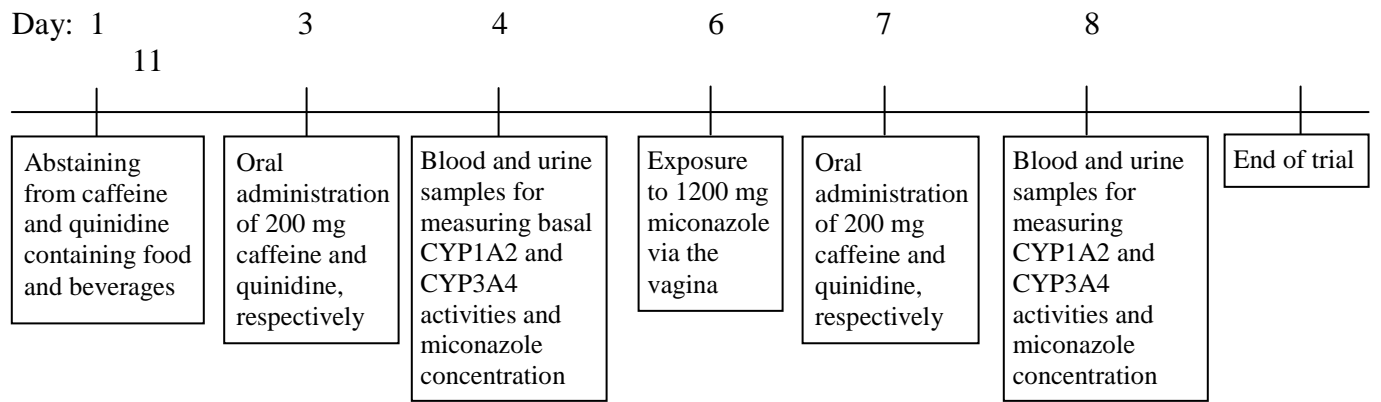 Day: 1 3 4 6 7 8
11
Abstaining
from caffeine
and quinidine
containing food
and beverages
Oral
administration
of 200 mg
caffeine and
quinidine,
respectively
Blood and urine
samples for
measuring basal
CYP1A2 and
CYP3A4
activities and
miconazole
concentration
Exposure
to 1200 mg
miconazole
via the
vagina
Oral
administration
of 200 mg
caffeine and
quinidine,
respectively
Blood and urine
samples for
measuring
CYP1A2 and
CYP3A4
activities and
miconazole
concentration
End of trial